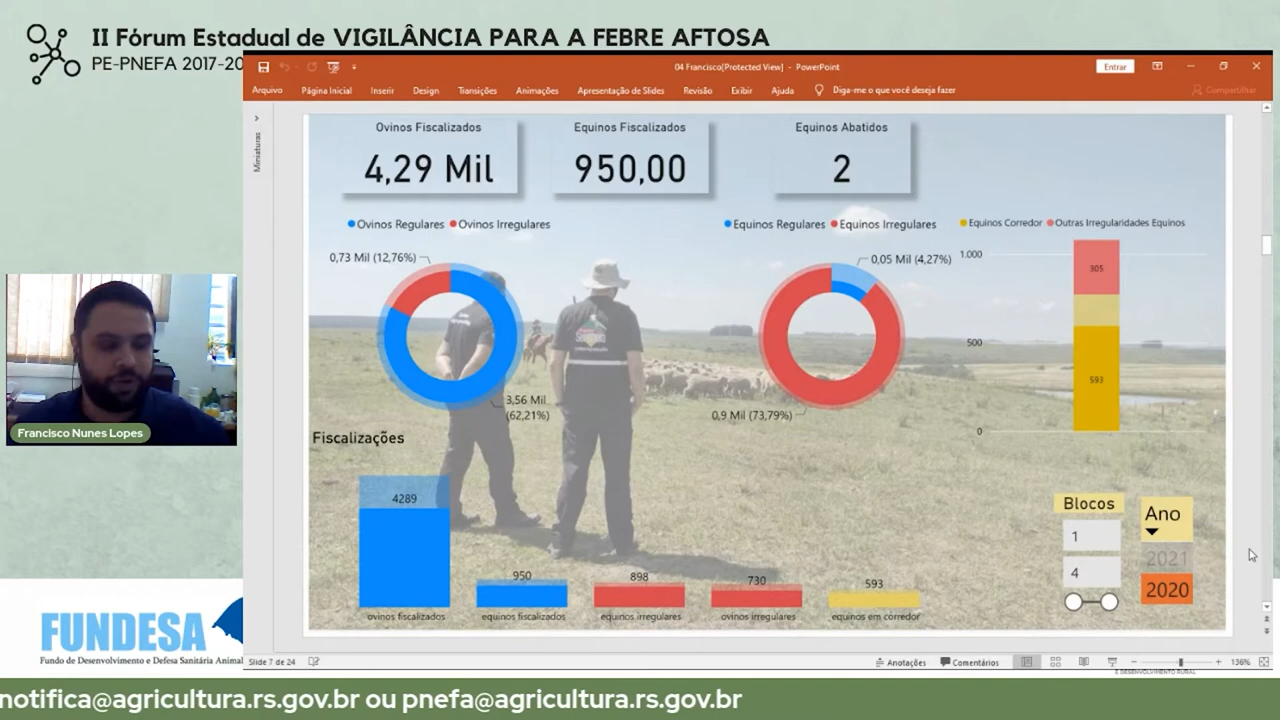 II Fórum Estadual de VIGILÂNCIA PARA A FEBRE AFTOSA
PE-PNEFA 2017-20
04 Francisco[Protected View] - PowerPoint
Entrar
Arquivo Página Inicial Inserir Design Transições Animações Apresentação de Slides Revisão Exibir Ajuda Diga-me o que você deseja fazer Compartilhar
Miniaturas
Ovinos Fiscalizados
4,29 Mil
Equinos Fiscalizados
950,00
Equinos Abatidos
2
Ovinos Regulares Ovinos Irregulares
0,73 Mil (12,76%)
3,56 Mil
(62,21%)
Equinos Regulares Equinos Irregulares
0,05 Mil (4,27%)
0,9 Mil (73,79%)
Equinos Corredor Outras Irregularidades Equinos
1.000
500
0
305
593
Fiscalizações
4289
950
898
730
593
ovinos fiscalizados
equinos fiscalizados
equinos irregulares
ovinos irregulares
equinos em corredor
Blocos
1
4
Ano
2021
2020
Francisco Nunes Lopes
FUNDESA
Fundo de Desenvolvimento e Defesa Sanitária Animal
Slide 7 de 24
Anotações Comentários
136%
E DESENVOLVIMENTO RURAL
notifica@agricultura.rs.gov.br ou pnefa@agricultura.rs.gov.br